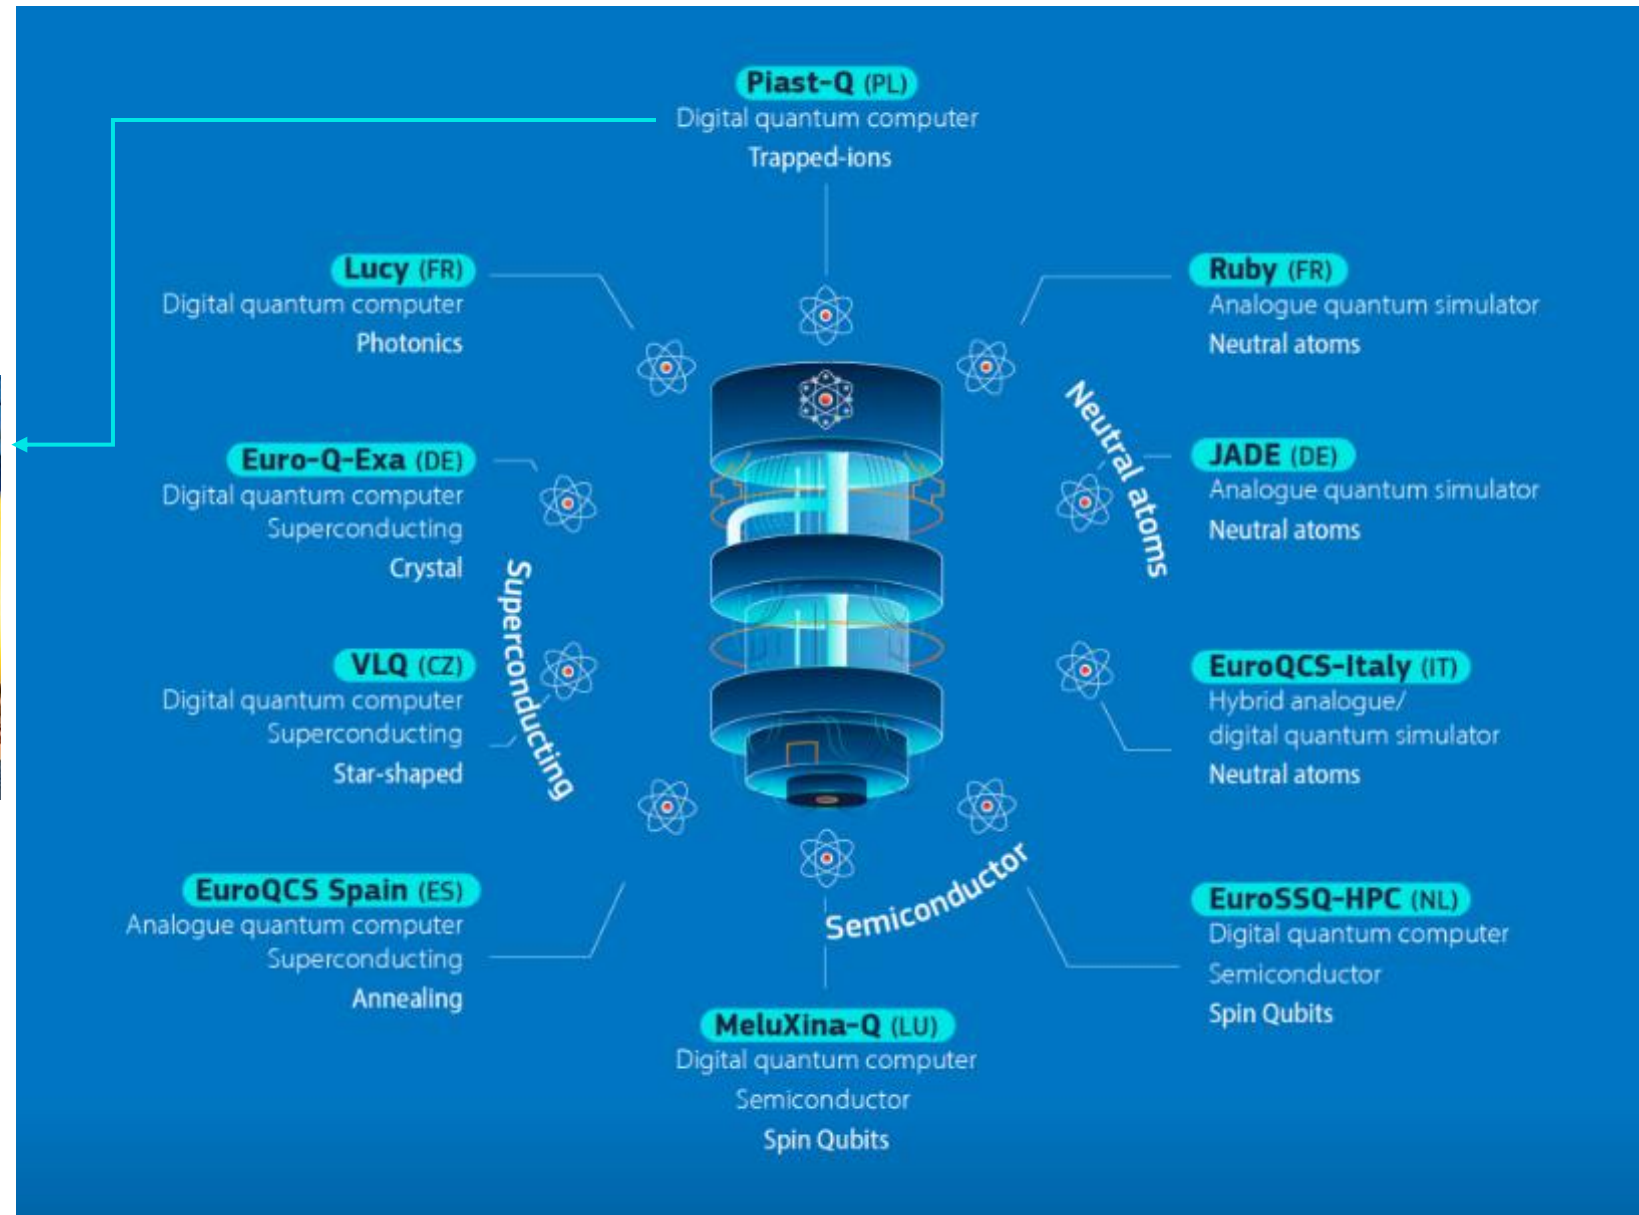 Piast-Q (PL)
Digital quantum computer
Trapped-ions
Lucy (FR)
Digital quantum computer
Photonics
Ruby (FR)
Analogue quantum simulator
Neutral atoms
Neutral atoms
Euro-Q-Exa (DE)
Digital quantum computer
Superconducting
Crystal
JADE (DE)
Analogue quantum simulator
Neutral atoms
Superconducting
VLQ (CZ)
Digital quantum computer
Superconducting
Star-shaped
EuroQCS-Italy (IT)
Hybrid analogue/
digital quantum simulator
Neutral atoms
EuroQCS Spain (ES)
Analogue quantum computer
Superconducting
Annealing
Semiconductor
EuroSSQ-HPC (NL)
Digital quantum computer
Semiconductor
Spin Qubits
MeluXina-Q (LU)
Digital quantum computer
Semiconductor
Spin Qubits